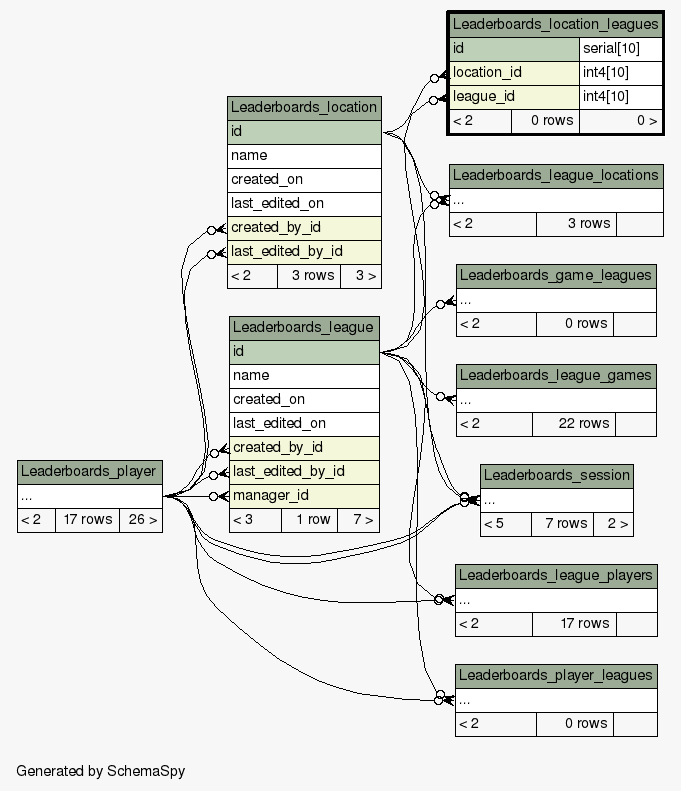 Leaderboards_location_leagues
id serial[10]
location_id int4[10]
league_id int4[10]
< 2 0 rows 0 >
Leaderboards_location
id
name
created_on
last_edited_on
created_by_id
last_edited_by_id
< 2 3 rows 3 >
Leaderboards_league_locations
...
< 2 3 rows
Leaderboards_game_leagues
...
< 2 0 rows
Leaderboards_league
id
name
created_on
last_edited_on
created_by_id
last_edited_by_id
manager_id
< 3 1 row 7 >
Leaderboards_league_games
...
< 2 22 rows
Leaderboards_player
...
< 2 17 rows 26 >
Leaderboards_session
...
< 5 7 rows 2 >
Leaderboards_league_players
...
< 2 17 rows
Leaderboards_player_leagues
...
< 2 0 rows
Generated by SchemaSpy